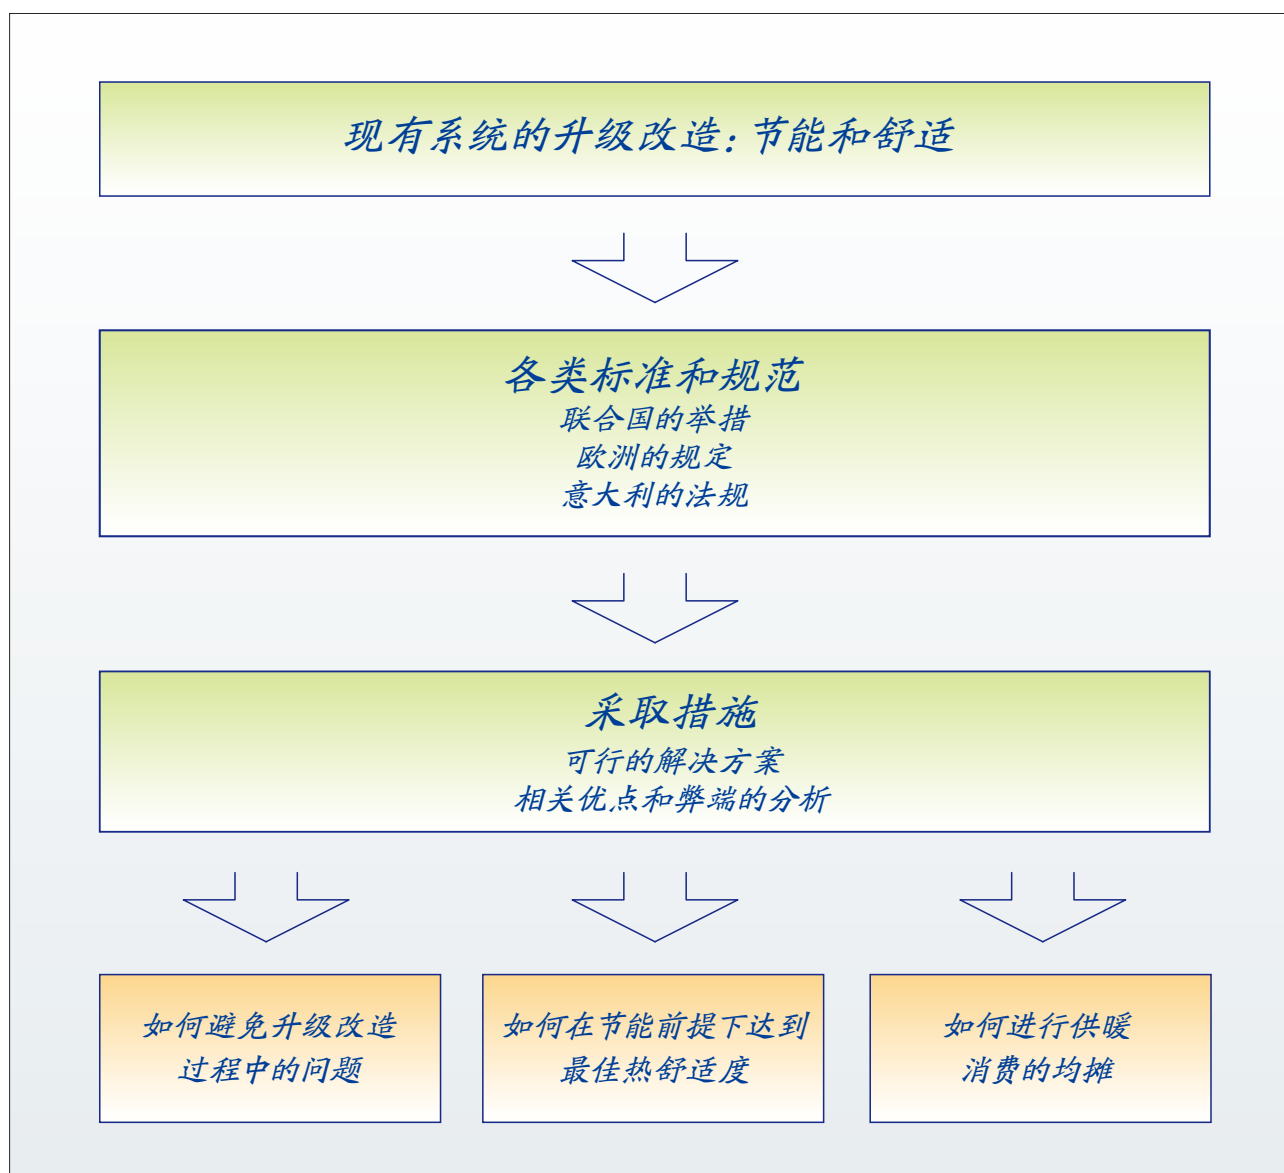 现有系统的升级改造：节能和舒适
各类标准和规范
联合国的举措
欧洲的规定
意大利的法规
采取措施
可行的解决方案
相关优点和弊端的分析
如何避免升级改造
过程中的问题
如何在节能前提下达到
最佳热舒适度
如何进行供暖
消费的均摊